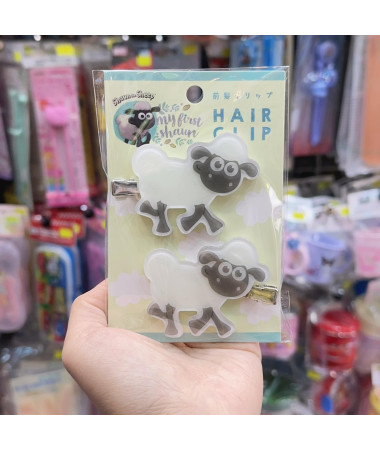 Shaun the Sheep
my first
shaun
前髪クリップ
HAIR
CLIP